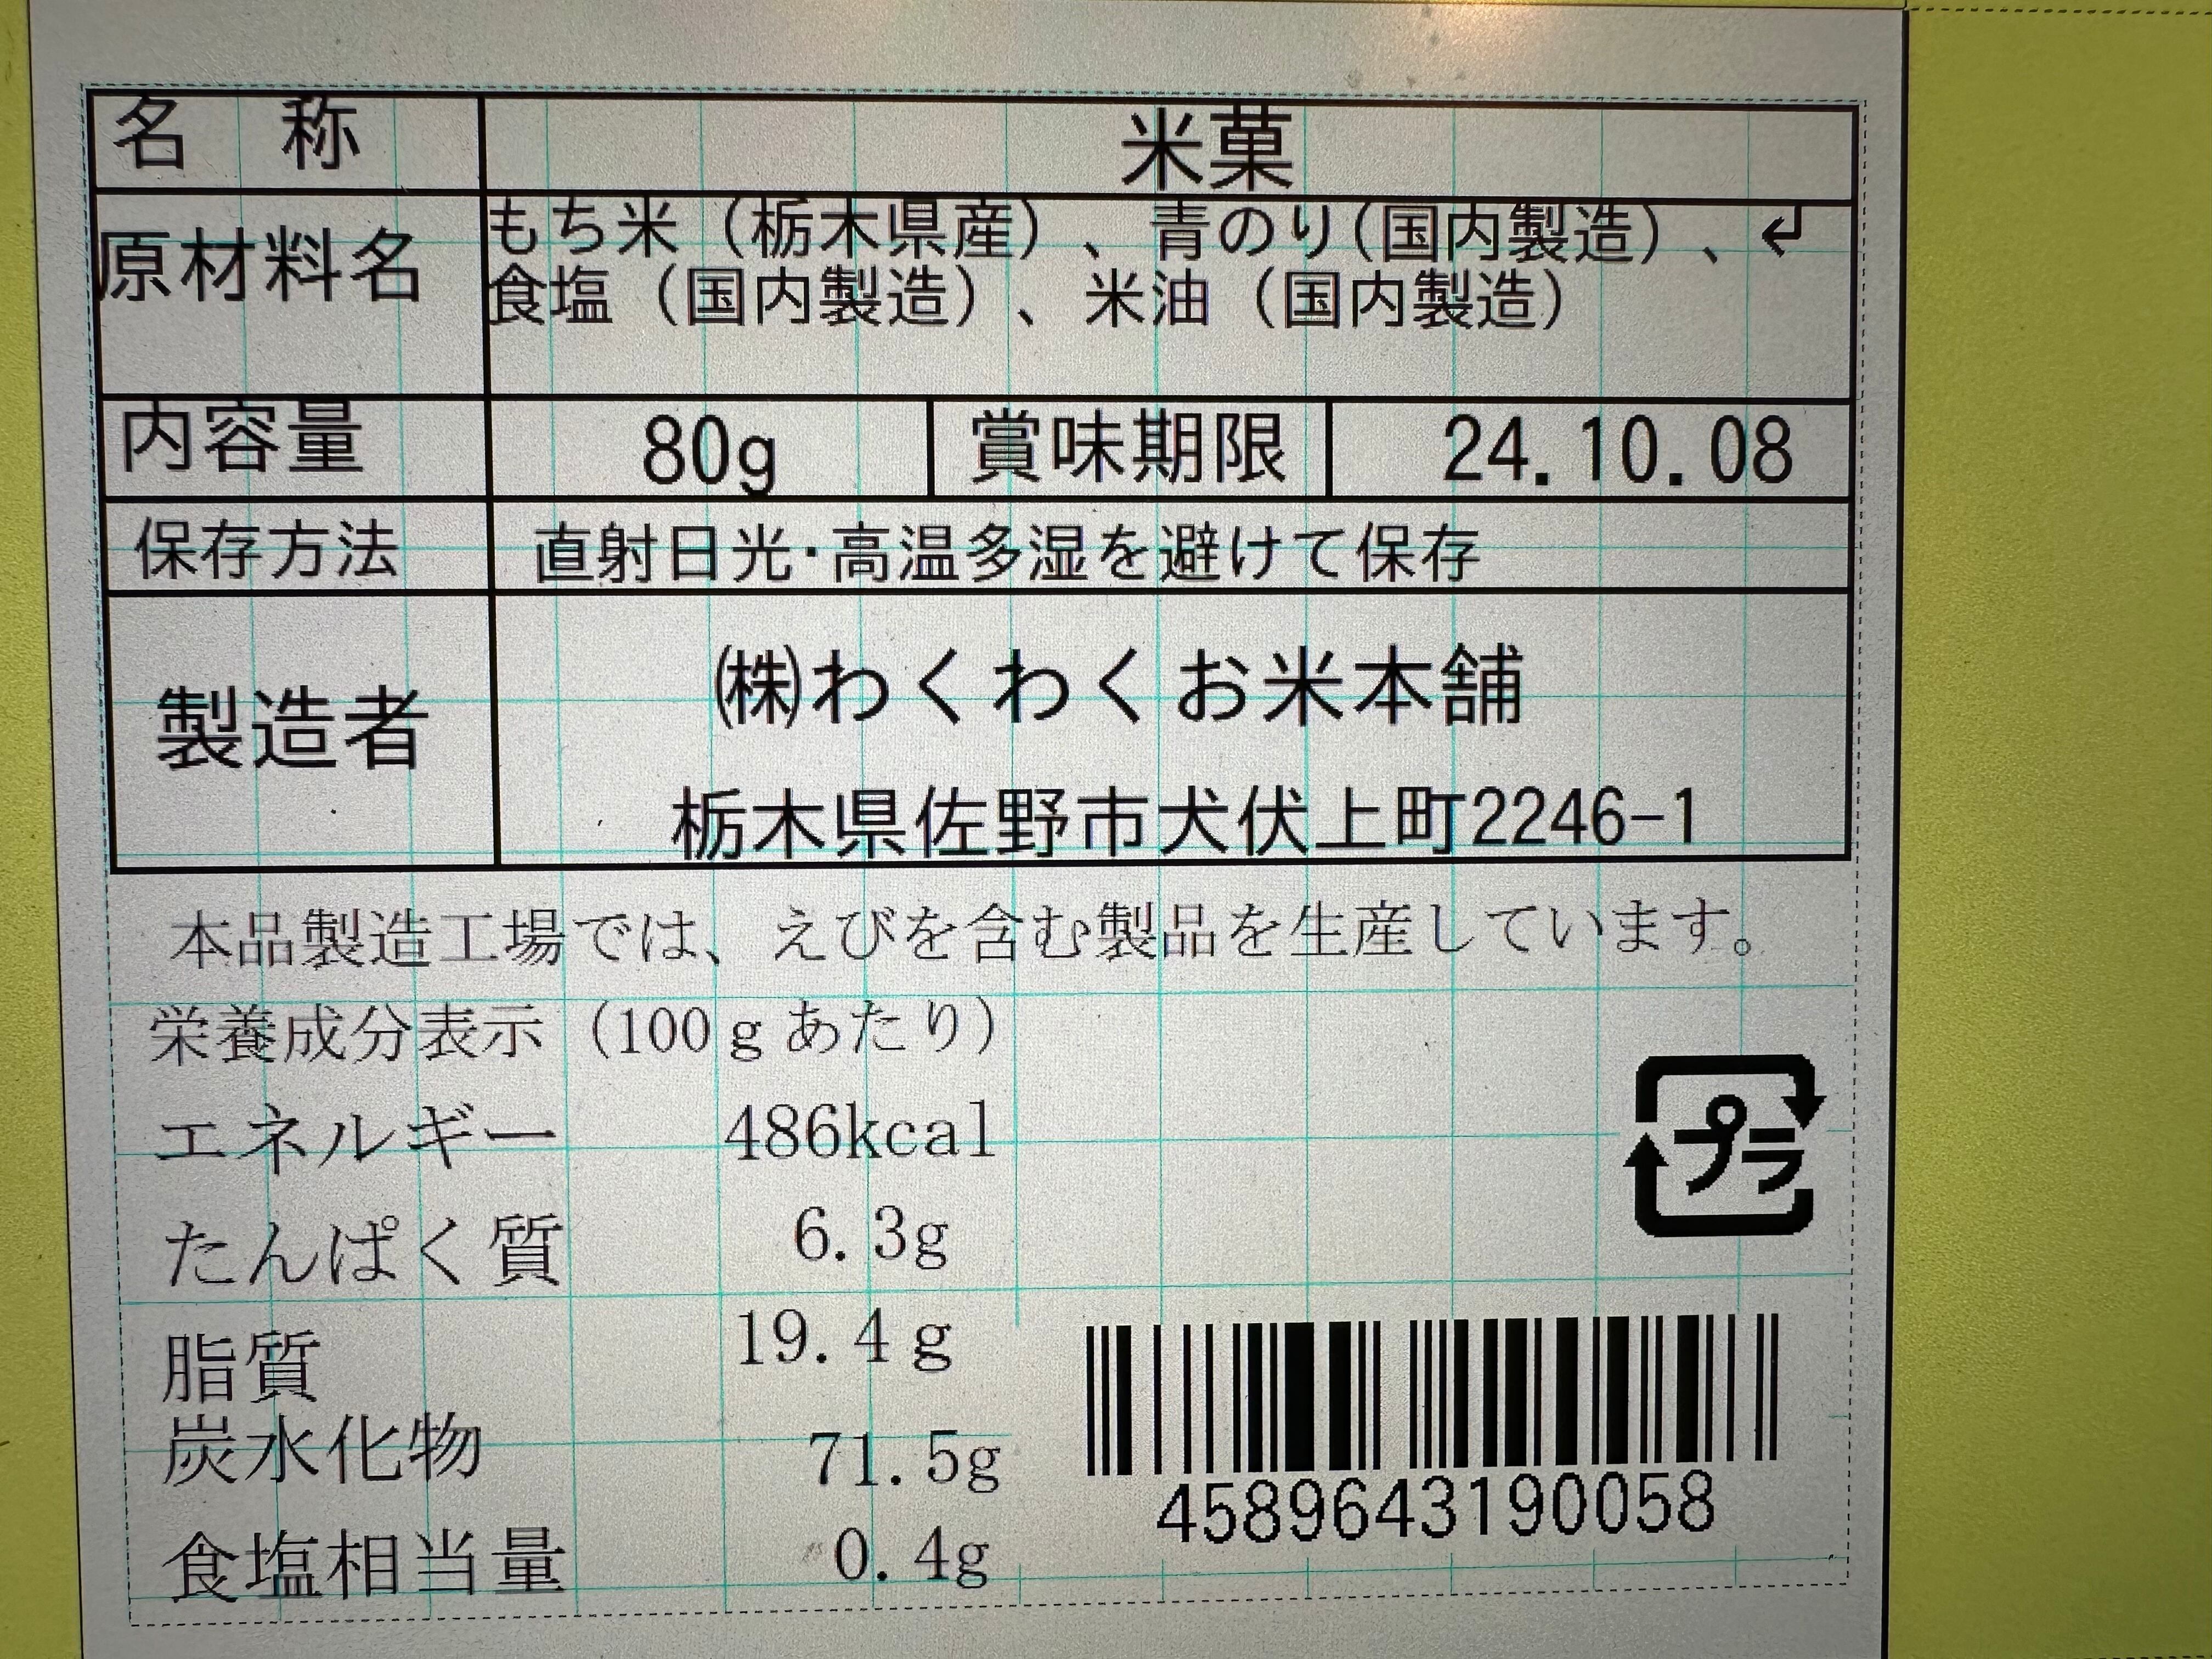 名 称 米菓
原材料名 もち米（栃木県産）、青のり（国内製造）、↲
食塩（国内製造）、米油（国内製造）
内容量 80g 賞味期限 24.10.08
保存方法 直射日光・高温多湿を避けて保存
製造者 ㈱わくわくお米本舗
栃木県佐野市犬伏上町2246-1
本品製造工場では、えびを含む製品を生産しています。
栄養成分表示（100ｇあたり）
エネルギー 486kcal
たんぱく質 6.3g
脂質 19.4ｇ
炭水化物 71.5g
食塩相当量 0.4g
プラ
4589643190058